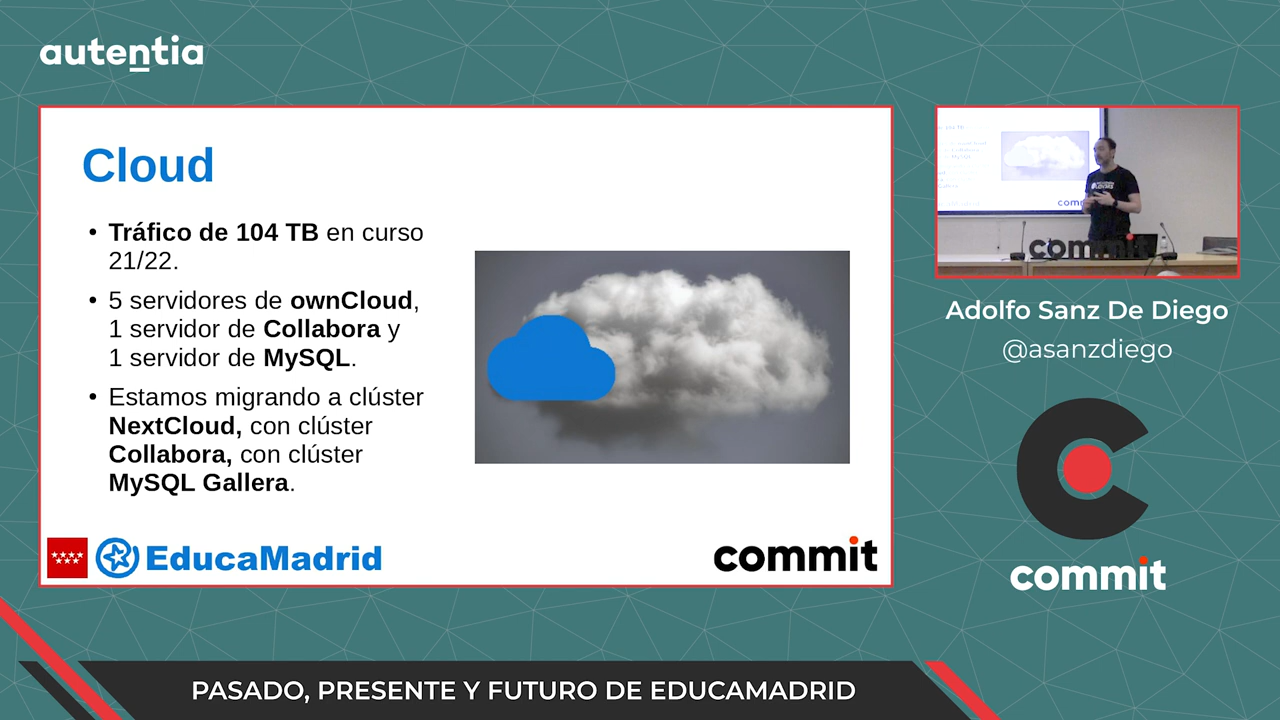 autentia
Cloud
• Tráfico de 104 TB en curso
21/22.
• 5 servidores de ownCloud,
1 servidor de Collabora y
1 servidor de MySQL.
• Estamos migrando a clúster
NextCloud, con clúster
Collabora, con clúster
MySQL Gallera.
EducaMadrid
commit
commit
Adolfo Sanz De Diego
@asanzdiego
commit
PASADO, PRESENTE Y FUTURO DE EDUCAMADRID